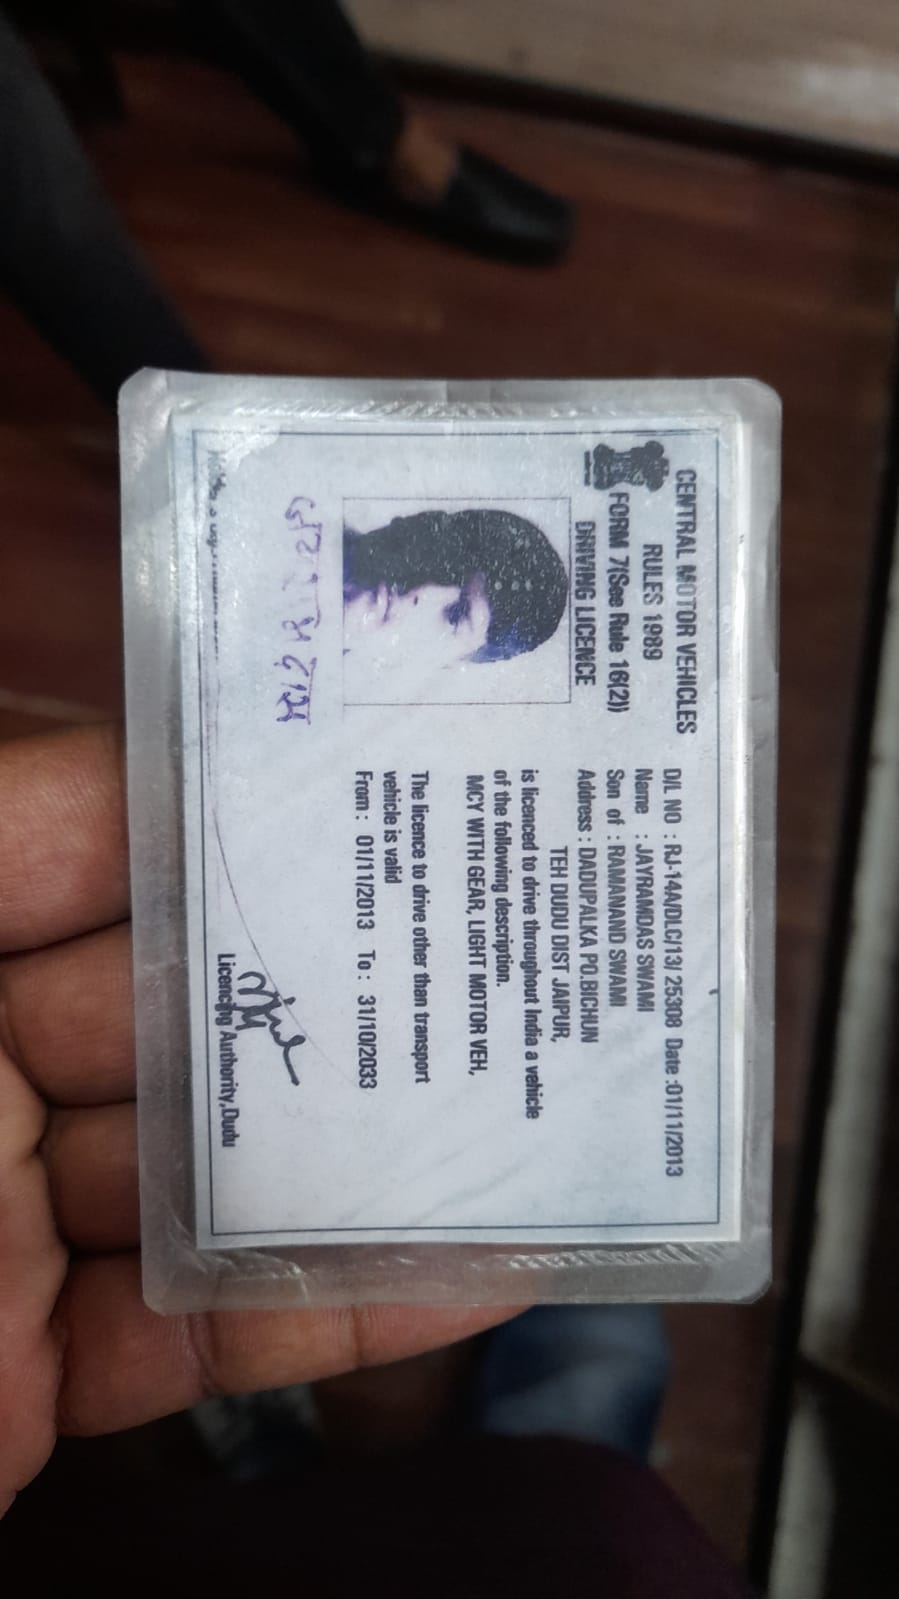 CENTRAL MOTOR VEHICLES
RULES 1989
FORM 7(See Rule 16(2))
DRIVING LICENCE
D/L NO : RJ-14A/DLC/13/ 25308 Date :01/11/2013
Name : JAYRAMDAS SWAMI
Son of : RAMANAND SWAMI
Address : DADUPALKA PO.BICHUN
TEH DUDU DIST JAIPUR,
is licenced to drive throughout India a vehicle
of the following description.
MCY WITH GEAR, LIGHT MOTOR VEH,
The licence to drive other than transport
vehicle is valid
From : 01/11/2013 To : 31/10/2033
Licencing Authority,Dudu